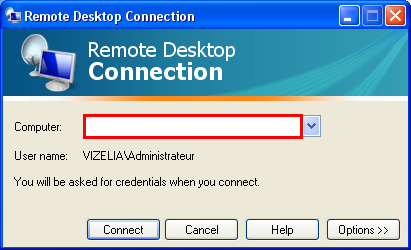 Remote Desktop Connection
Remote Desktop
Connection
Computer:
User name: VIZELIA\Administrateur
You will be asked for credentials when you connect.
Connect Cancel Help Options >>